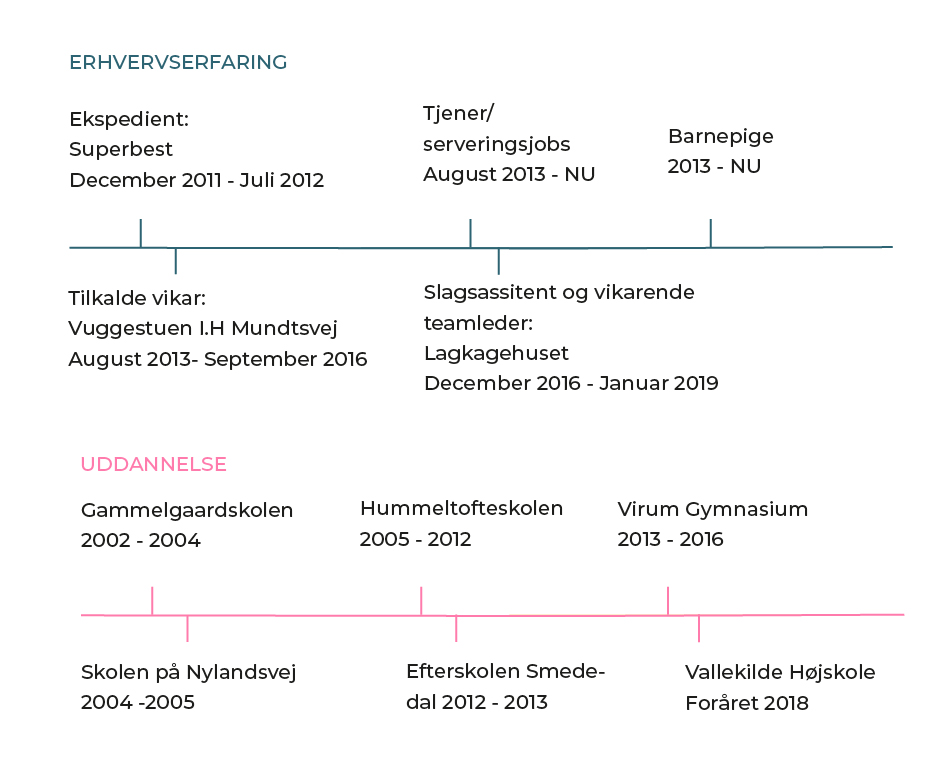 ERHVERVSERFARING
Ekspedient:
Superbest
December 2011 - Juli 2012
Tjener/
serveringsjobs
August 2013 - NU
Barnepige
2013 - NU
Tilkalde vikar:
Vuggestuen I.H Mundtsvej
August 2013- September 2016
Slagsassitent og vikarende
teamleder:
Lagkagehuset
December 2016 - Januar 2019
UDDANNELSE
Gammelgaardskolen
2002 - 2004
Hummeltofteskolen
2005 - 2012
Virum Gymnasium
2013 - 2016
Skolen på Nylandsvej
2004 -2005
Efterskolen Smede-
dal 2012 - 2013
Vallekilde Højskole
Foråret 2018